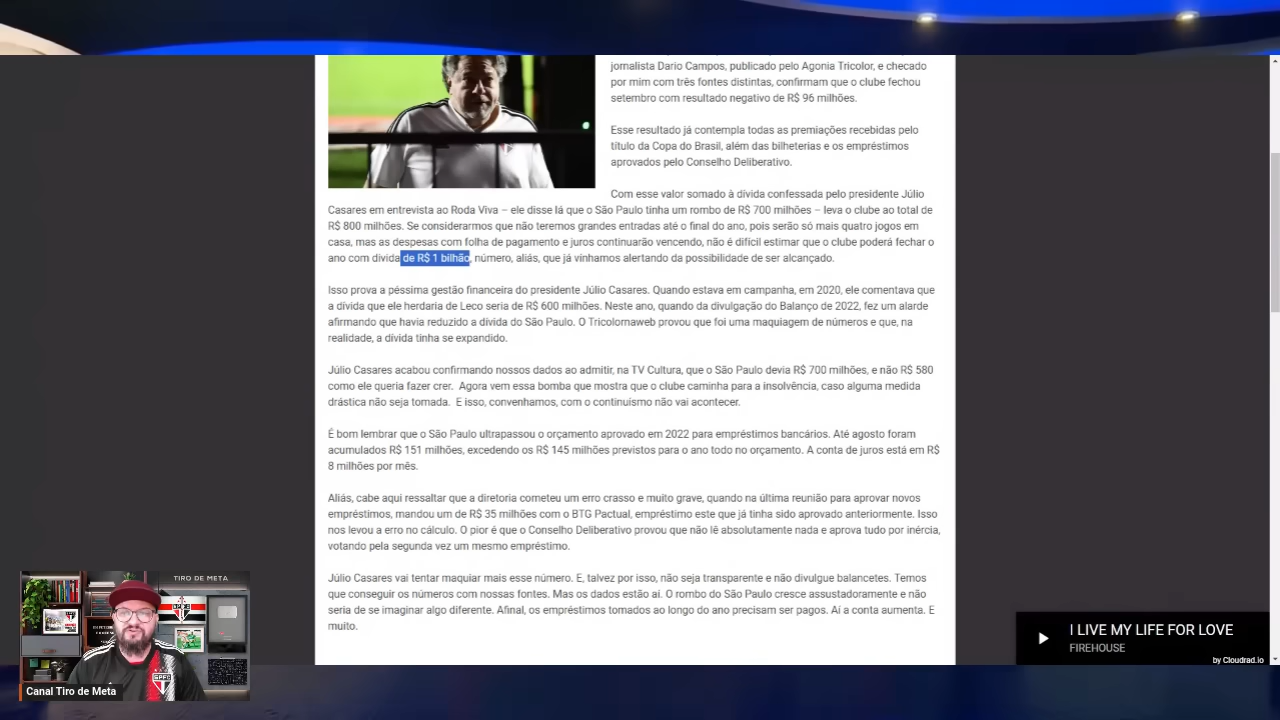 jornalista Dario Campos, publicado pelo Agonia Tricolor, e checado
por mim com três fontes distintas, confirmam que o clube fechou
setembro com resultado negativo de R$ 96 milhões.
Esse resultado já contempla todas as premiações recebidas pelo
título da Copa do Brasil, além das bilheterias e os empréstimos
aprovados pelo Conselho Deliberativo.
Com esse valor somado à dívida confessada pelo presidente Júlio
Casares em entrevista ao Roda Viva – ele disse lá que o São Paulo tinha um rombo de R$ 700 milhões – leva o clube ao total de
R$ 800 milhões. Se considerarmos que não teremos grandes entradas até o final do ano, pois serão só mais quatro jogos em
casa, mas as despesas com folha de pagamento e juros continuarão vencendo, não é difícil estimar que o clube poderá fechar o
ano com dívida de R$ 1 bilhão, número, aliás, que já vínhamos alertando da possibilidade de ser alcançado.
Isso prova a péssima gestão financeira do presidente Júlio Casares. Quando estava em campanha, em 2020, ele comentava que
a dívida que ele herdaria de Leco seria de R$ 600 milhões. Neste ano, quando da divulgação do Balanço de 2022, fez um alarde
afirmando que havia reduzido a dívida do São Paulo. O Tricolornaweb provou que foi uma maquiagem de números e que, na
realidade, a dívida tinha se expandido.
Júlio Casares acabou confirmando nossos dados ao admitir, na TV Cultura, que o São Paulo devia R$ 700 milhões, e não R$ 580
como ele queria fazer crer. Agora vem essa bomba que mostra que o clube caminha para a insolvência, caso alguma medida
drástica não seja tomada. E isso, convenhamos, com o continuísmo não vai acontecer.
É bom lembrar que o São Paulo ultrapassou o orçamento aprovado em 2022 para empréstimos bancários. Até agosto foram
acumulados R$ 151 milhões, excedendo os R$ 145 milhões previstos para o ano todo no orçamento. A conta de juros está em R$
8 milhões por mês.
Aliás, cabe aqui ressaltar que a diretoria cometeu um erro crasso e muito grave, quando na última reunião para aprovar novos
empréstimos, mandou um de R$ 35 milhões com o BTG Pactual, empréstimo este que já tinha sido aprovado anteriormente. Isso
nos levou a erro no cálculo. O pior é que o Conselho Deliberativo provou que não lê absolutamente nada e aprova tudo por inércia,
votando pela segunda vez um mesmo empréstimo.
Júlio Casares vai tentar maquiar mais esse número. E, talvez por isso, não seja transparente e não divulgue balancetes. Temos
que conseguir os números com nossas fontes. Mas os dados estão aí. O rombo do São Paulo cresce assustadoramente e não
seria de se imaginar algo diferente. Afinal, os empréstimos tomados ao longo do ano precisam ser pagos. Aí a conta aumenta. E
muito.
TIRO DE META
SPFC
SPFC
Canal Tiro de Meta
I LIVE MY LIFE FOR LOVE
FIREHOUSE
by Cloudrad.io